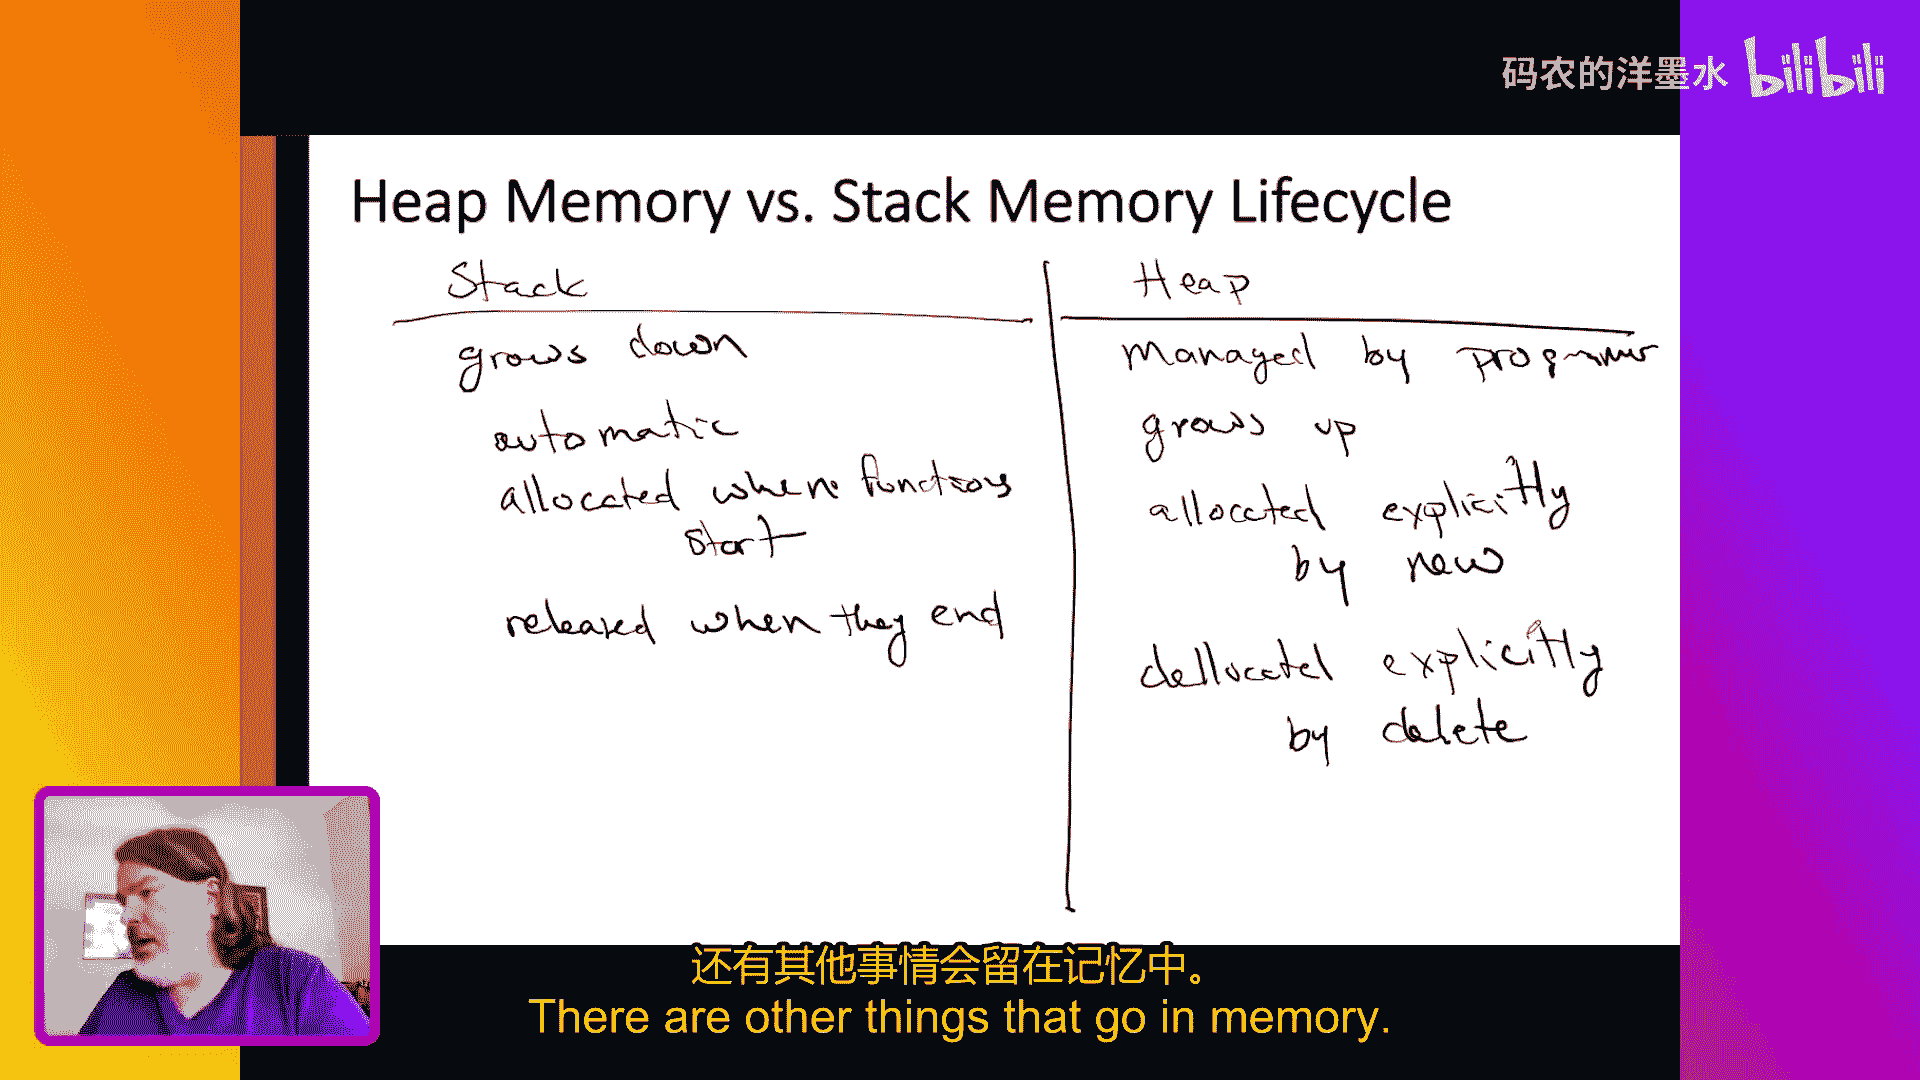 码农的洋墨水 bilibili
Heap Memory vs. Stack Memory Lifecycle
Stack
grows down
automatic
allocated when functions
start
released when they end
Heap
managed by
grows up
allocated explicitly
by new
dellocated explicitly
by delete
还有其他事情会留在记忆中。
There are other things that go in memory.